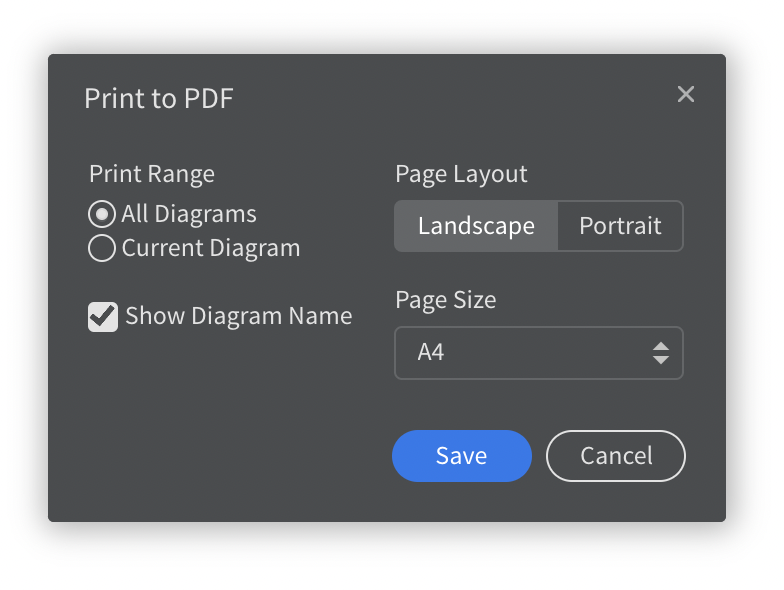 Print to PDF
Print Range
All Diagrams
Current Diagram
Show Diagram Name
Page Layout
Landscape
Portrait
Page Size
A4
Save
Cancel